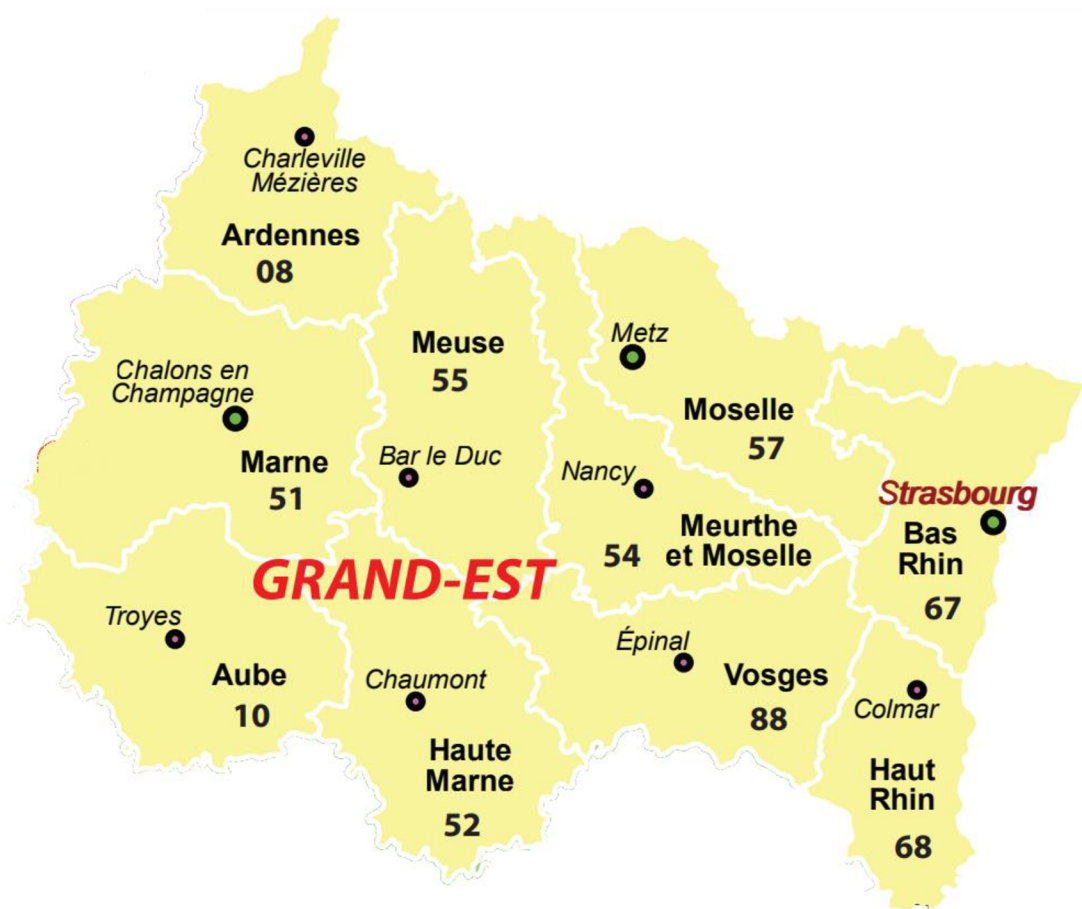 Charleville
Mézières
Ardennes
08
Meuse
55
Metz
Chalons en
Champagne
Moselle
57
Marne
51
Bar le Duc
Nancy
Strasbourg
Meurthe
et Moselle
54
Bas
Rhin
67
GRAND-EST
Troyes
Aube
10
Chaumont
Haute
Marne
52
Épinal
Vosges
88
Colmar
Haut
Rhin
68